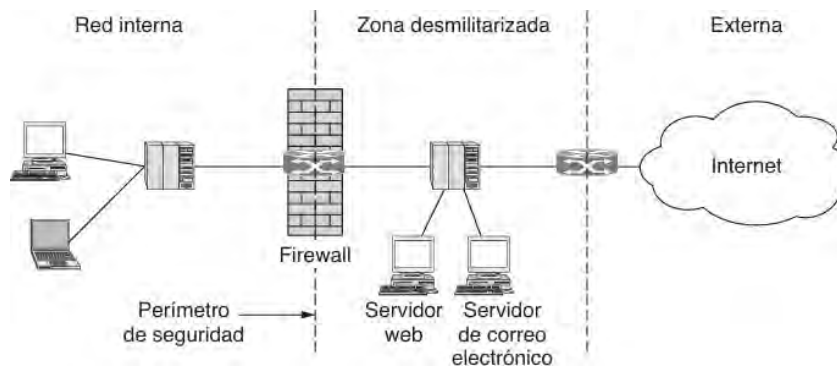 Red interna
Zona desmilitarizada
Externa
Internet
Firewall
Perímetro
de seguridad
Servidor
web
Servidor
de correo
electrónico